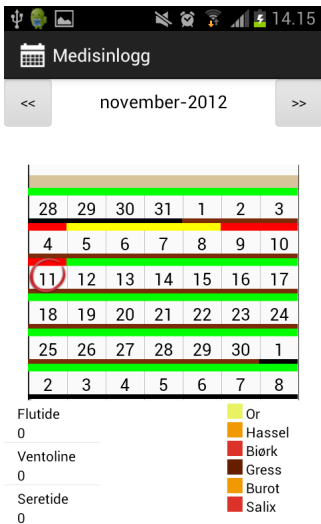 14.15
Medisinlogg
<< november-2012 >>
28 29 30 31 1 2 3
4 5 6 7 8 9 10
11 12 13 14 15 16 17
18 19 20 21 22 23 24
25 26 27 28 29 30 1
2 3 4 5 6 7 8
Flutide
0
Ventoline
0
Seretide
0
Or
Hassel
Biørk
Gress
Burot
Salix